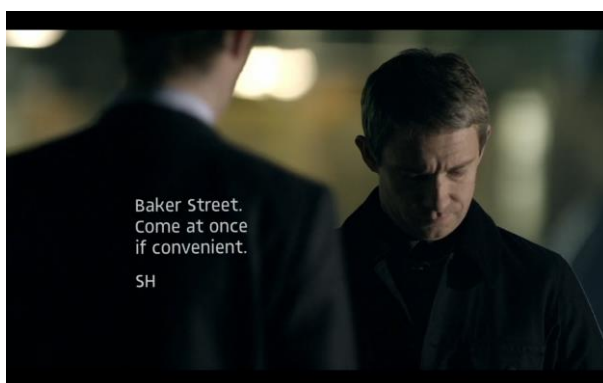 Baker Street.
Come at once
if convenient.
SH